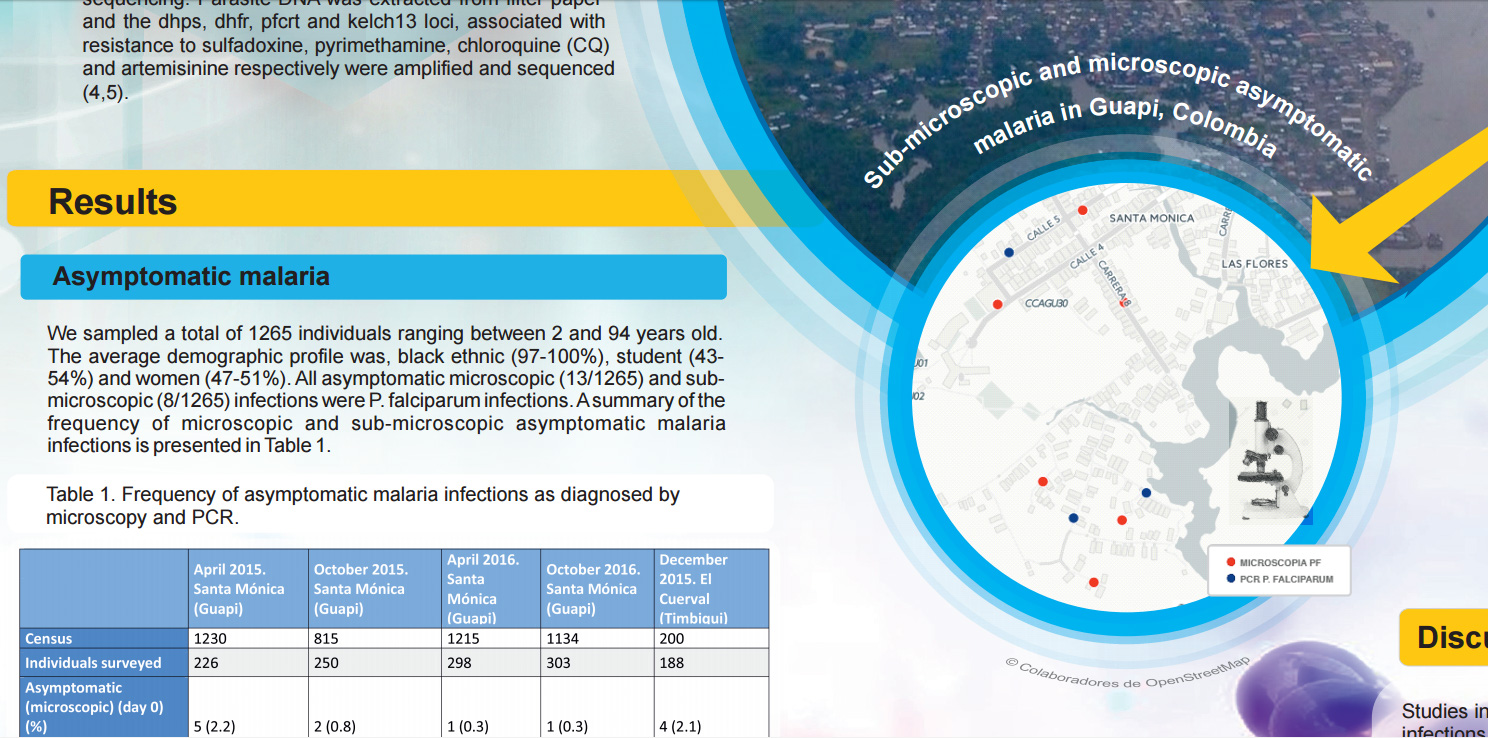 sequencing. Parasite DNA was extracted from filter paper
and the dhps, dhfr, pfcrt and kelch13 loci, associated with
resistance to sulfadoxine, pyrimethamine, chloroquine (CQ)
and artemisinine respectively were amplified and sequenced
(4,5).
Results
Asymptomatic malaria
We sampled a total of 1265 individuals ranging between 2 and 94 years old.
The average demographic profile was, black ethnic (97-100%), student (43-
54%) and women (47-51%). All asymptomatic microscopic (13/1265) and sub-
microscopic (8/1265) infections were P. falciparum infections. A summary of the
frequency of microscopic and sub-microscopic asymptomatic malaria
infections is presented in Table 1.
Table 1. Frequency of asymptomatic malaria infections as diagnosed by
microscopy and PCR.
April 2015. Santa Mónica (Guapi) October 2015. Santa Mónica (Guapi) April 2016. Santa Mónica (Guapi) October 2016. Santa Mónica (Guapi) December 2015. El Cuerval (Timbiqui)
Census 1230 815 1215 1134 200
Individuals surveyed 226 250 298 303 188
Asymptomatic (microscopic) (day 0) (%) 5 (2.2) 2 (0.8) 1 (0.3) 1 (0.3) 4 (2.1)
Sub-microscopic and microscopic asymptomatic
malaria in Guapi, Colombia
SANTA MONICA
CALLE 5
CALLE 4
CARRERA 8
CARRE
LAS FLORES
CCAGU30
J01
J02
MICROSCOPIA PF
PCR P. FALCIPARUM
© Colaboradores de OpenStreetMap
Discu
Studies in
infections